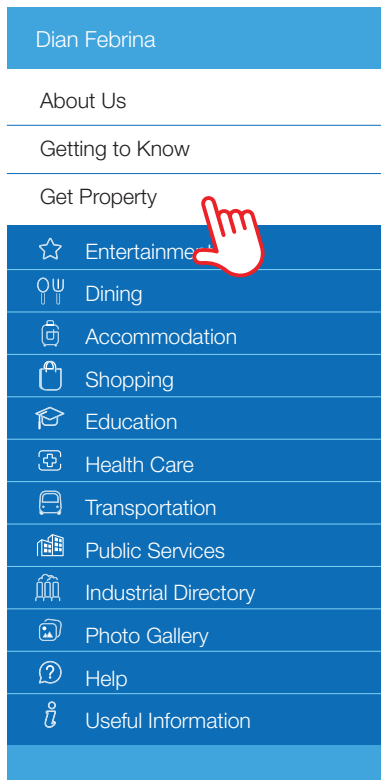 Dian Febrina
About Us
Getting to Know
Get Property
Entertainment
Dining
Accommodation
Shopping
Education
Health Care
Transportation
Public Services
Industrial Directory
Photo Gallery
Help
Useful Information